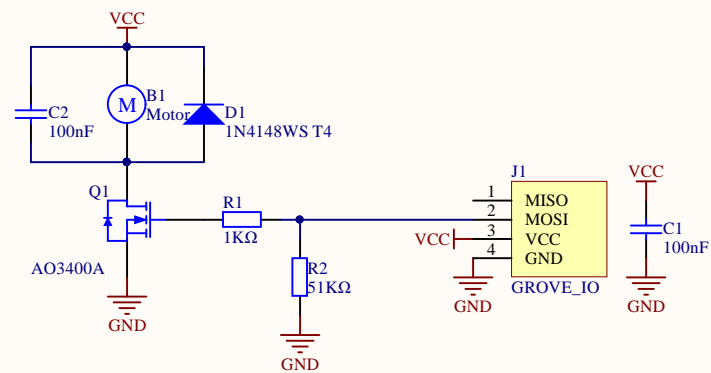 VCC
C2
100nF
M
B1
Motor
D1
1N4148WS T4
Q1
AO3400A
GND
R1
1KΩ
R2
51KΩ
GND
J1
1 MISO
2 MOSI
VCC 3 VCC
4 GND
GND
GROVE_IO
VCC
C1
100nF
GND